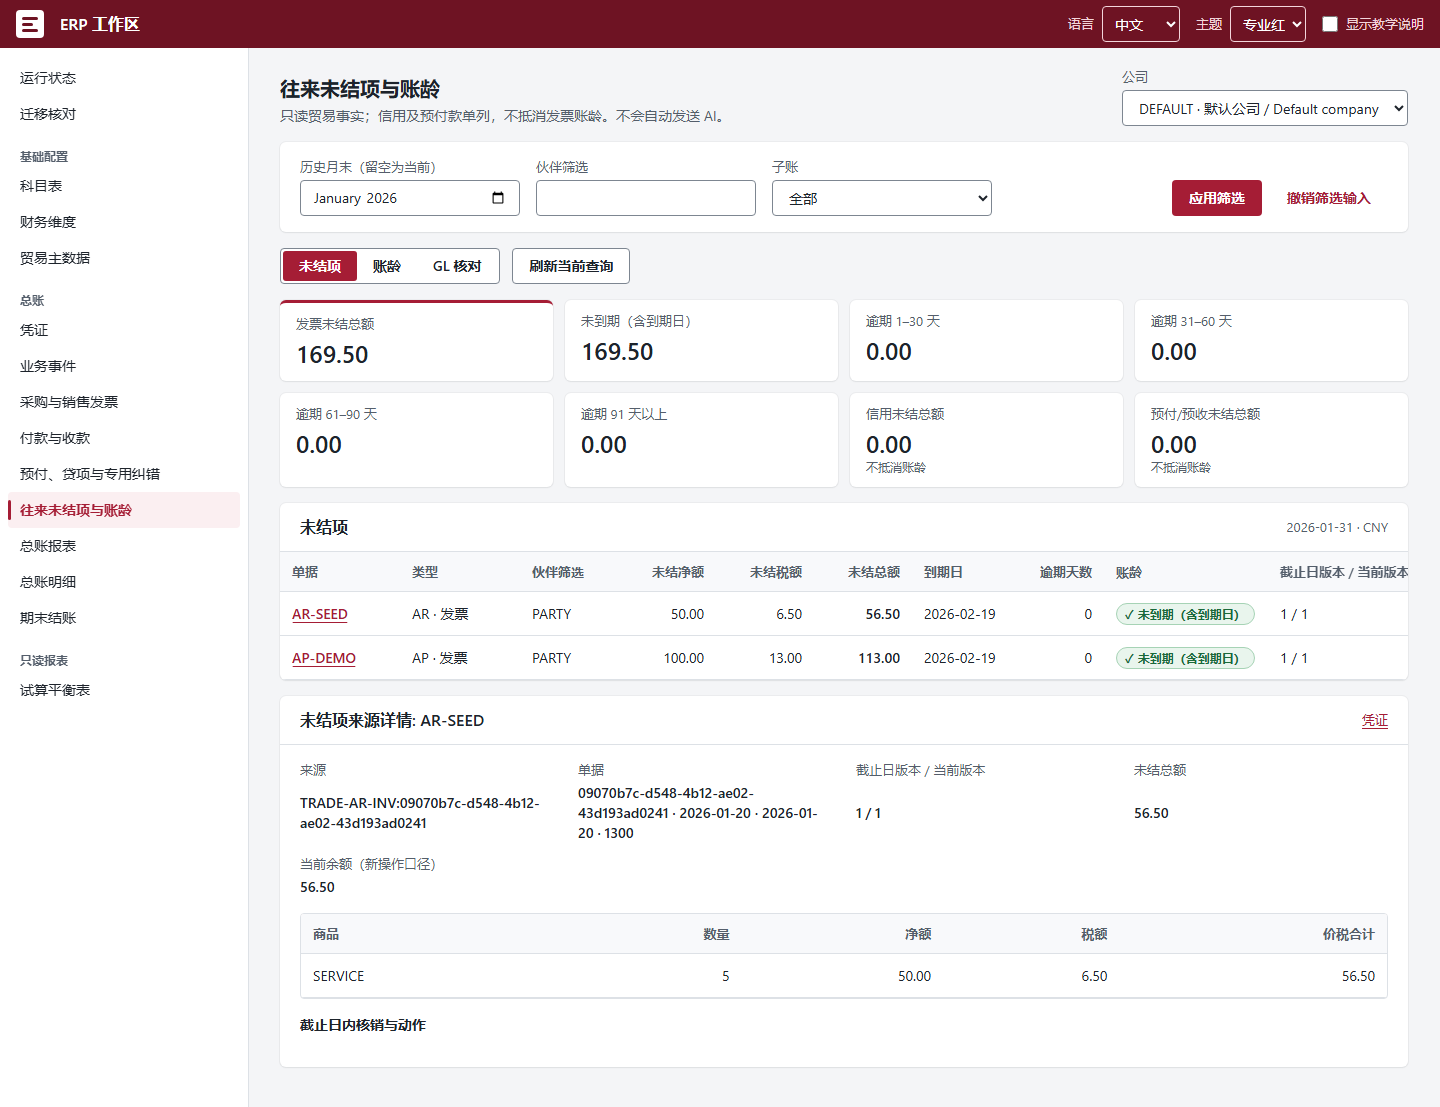 ERP 工作区
语言
中文
主题
专业红
显示教学说明
运行状态
迁移核对
基础配置
科目表
财务维度
贸易主数据
总账
凭证
业务事件
采购与销售发票
付款与收款
预付、贷项与专用纠错
往来未结项与账龄
总账报表
总账明细
期末结账
只读报表
试算平衡表
往来未结项与账龄
只读贸易事实；信用及预付款单列，不抵消发票账龄。不会自动发送 AI。
公司
DEFAULT · 默认公司 / Default company
历史月末（留空为当前）
伙伴筛选
子账
January 2026
全部
应用筛选
撤销筛选输入
未结项
账龄
GL 核对
刷新当前查询
发票未结总额
169.50
未到期（含到期日）
169.50
逾期 1–30 天
0.00
逾期 31–60 天
0.00
逾期 61–90 天
0.00
逾期 91 天以上
0.00
信用未结总额
0.00
不抵消账龄
预付/预收未结总额
0.00
不抵消账龄
未结项
2026-01-31 · CNY
单据 类型 伙伴筛选 未结净额 未结税额 未结总额 到期日 逾期天数 账龄 截止日版本 / 当前版本
AR-SEED AR · 发票 PARTY 50.00 6.50 56.50 2026-02-19 0 ✓ 未到期（含到期日） 1 / 1
AP-DEMO AP · 发票 PARTY 100.00 13.00 113.00 2026-02-19 0 ✓ 未到期（含到期日） 1 / 1
未结项来源详情: AR-SEED
凭证
来源
TRADE-AR-INV:09070b7c-d548-4b12-
ae02-43d193ad0241
单据
09070b7c-d548-4b12-ae02-
43d193ad0241 · 2026-01-20 · 2026-01-
20 · 1300
截止日版本 / 当前版本
1 / 1
未结总额
56.50
当前余额（新操作口径）
56.50
商品 数量 净额 税额 价税合计
SERVICE 5 50.00 6.50 56.50
截止日内核销与动作